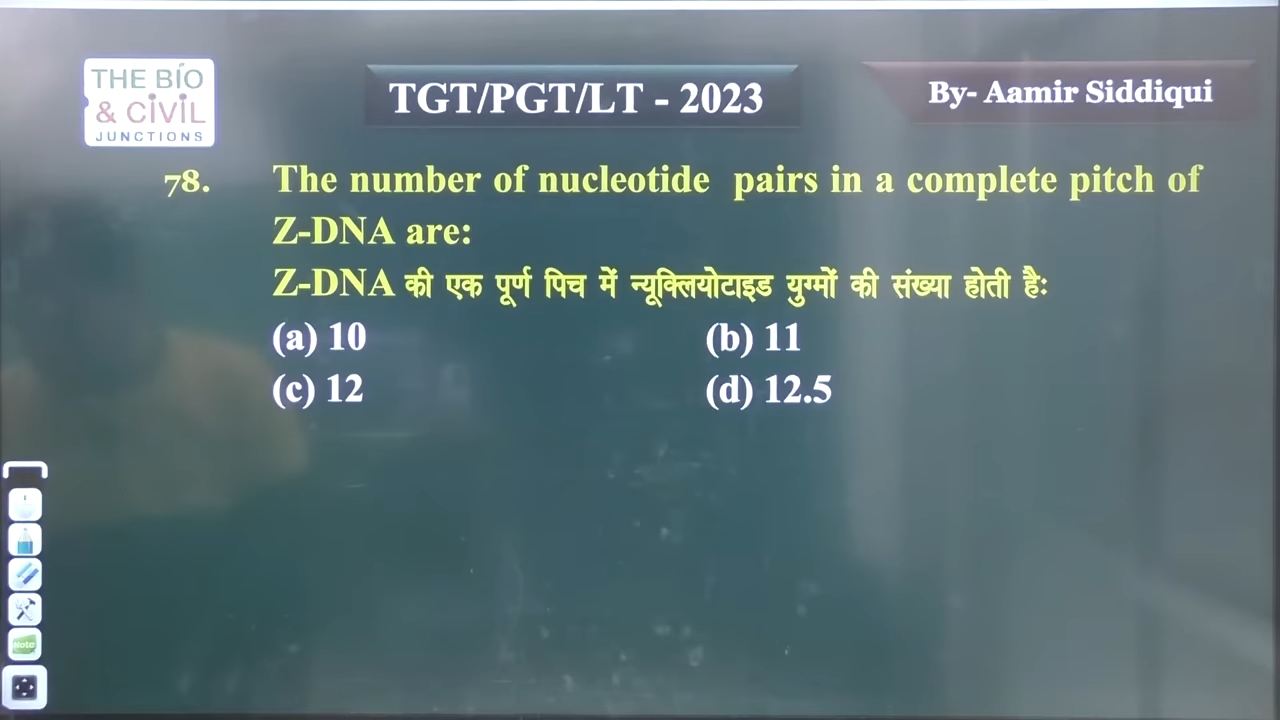 THE BIO
& CIVIL
JUNCTIONS
TGT/PGT/LT - 2023
By- Aamir Siddiqui
78. The number of nucleotide pairs in a complete pitch of
Z-DNA are:
Z-DNA की एक पूर्ण पिच में न्यूक्लियोटाइड युग्मों की संख्या होती हैः
(a) 10 (b) 11
(c) 12 (d) 12.5
Note